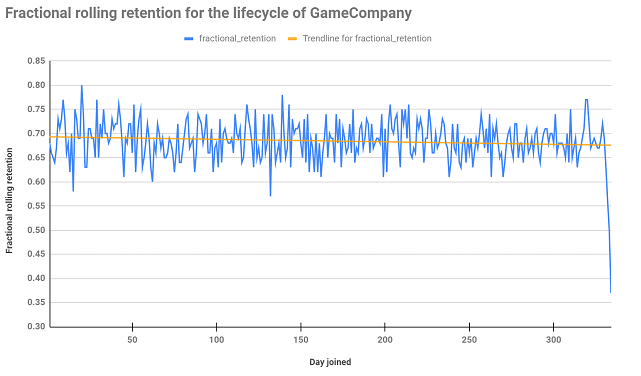 Fractional rolling retention for the lifecycle of GameCompany
fractional_retention Trendline for fractional_retention
0.85
0.80
0.75
0.70
0.65
0.60
0.55
0.50
0.45
0.40
0.35
0.30
Fractional rolling retention
50 100 150 200 250 300
Day joined